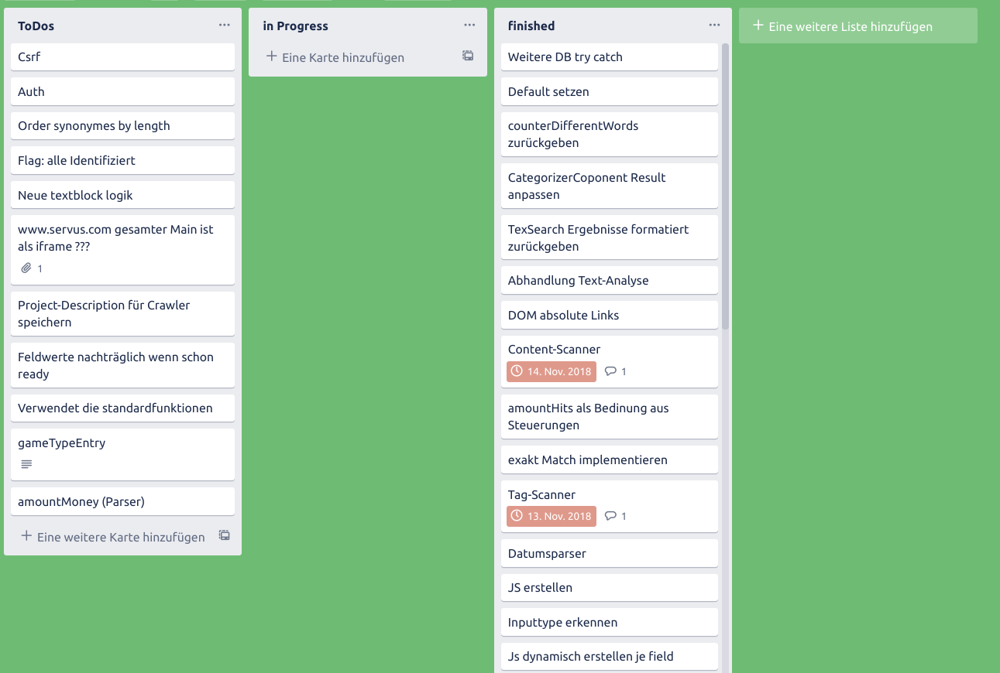 ToDos
Csrf
Auth
Order synonymes by length
Flag: alle Identifiziert
Neue textblock logik
www.servus.com gesamter Main ist
als iframe ???
1
Project-Description für Crawler
speichern
Feldwerte nachträglich wenn schon
ready
Verwendet die standardfunktionen
gameTypeEntry
amountMoney (Parser)
+ Eine weitere Karte hinzufügen
in Progress
+ Eine Karte hinzufügen
finished
Weitere DB try catch
Default setzen
counterDifferentWords
zurückgeben
CategorizerCoponent Result
anpassen
TexSearch Ergebnisse formatiert
zurückgeben
Abhandlung Text-Analyse
DOM absolute Links
Content-Scanner
14. Nov. 2018 1
amountHits als Bedinung aus
Steuerungen
exakt Match implementieren
Tag-Scanner
13. Nov. 2018 1
Datumsparser
JS erstellen
Inputtype erkennen
Js dynamisch erstellen je field
+ Eine weitere Liste hinzufügen